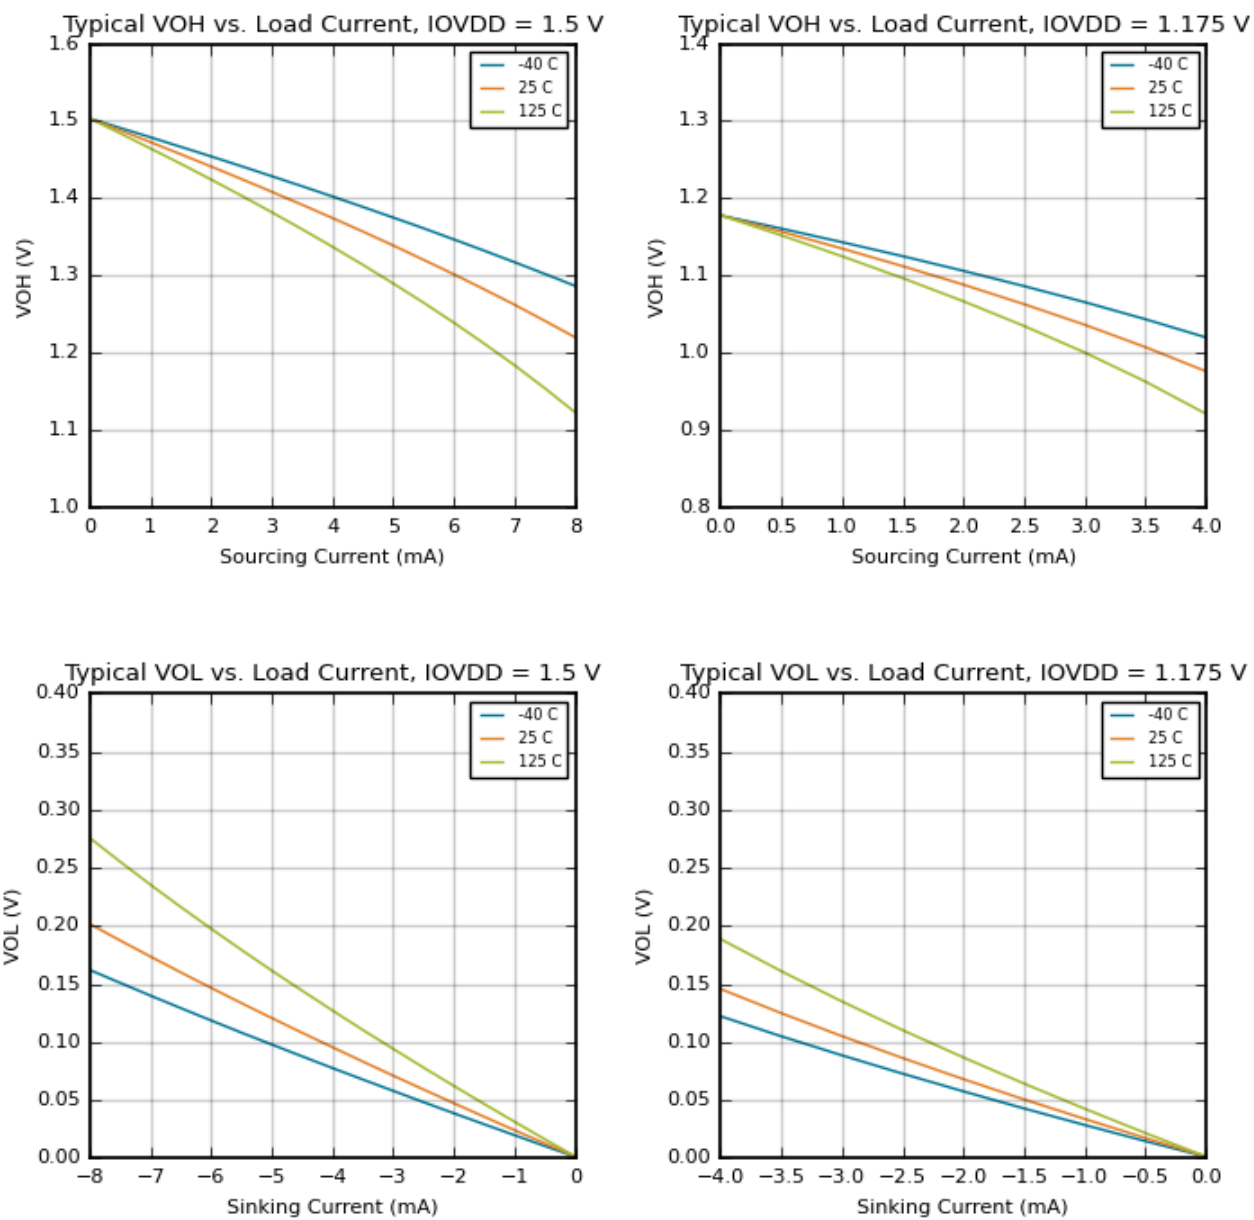 Typical VOH vs. Load Current, IOVDD = 1.5 V
1.6
1.5
1.4
1.3
1.2
1.1
1.0
VOH (V)
-40 C
25 C
125 C
0 1 2 3 4 5 6 7 8
Sourcing Current (mA)
Typical VOH vs. Load Current, IOVDD = 1.175 V
1.4
1.3
1.2
1.1
1.0
0.9
0.8
VOH (V)
-40 C
25 C
125 C
0.0 0.5 1.0 1.5 2.0 2.5 3.0 3.5 4.0
Sourcing Current (mA)
Typical VOL vs. Load Current, IOVDD = 1.5 V
0.40
0.35
0.30
0.25
0.20
0.15
0.10
0.05
0.00
VOL (V)
-40 C
25 C
125 C
−8 −7 −6 −5 −4 −3 −2 −1 0
Sinking Current (mA)
Typical VOL vs. Load Current, IOVDD = 1.175 V
0.40
0.35
0.30
0.25
0.20
0.15
0.10
0.05
0.00
VOL (V)
-40 C
25 C
125 C
−4.0 −3.5 −3.0 −2.5 −2.0 −1.5 −1.0 −0.5 0.0
Sinking Current (mA)